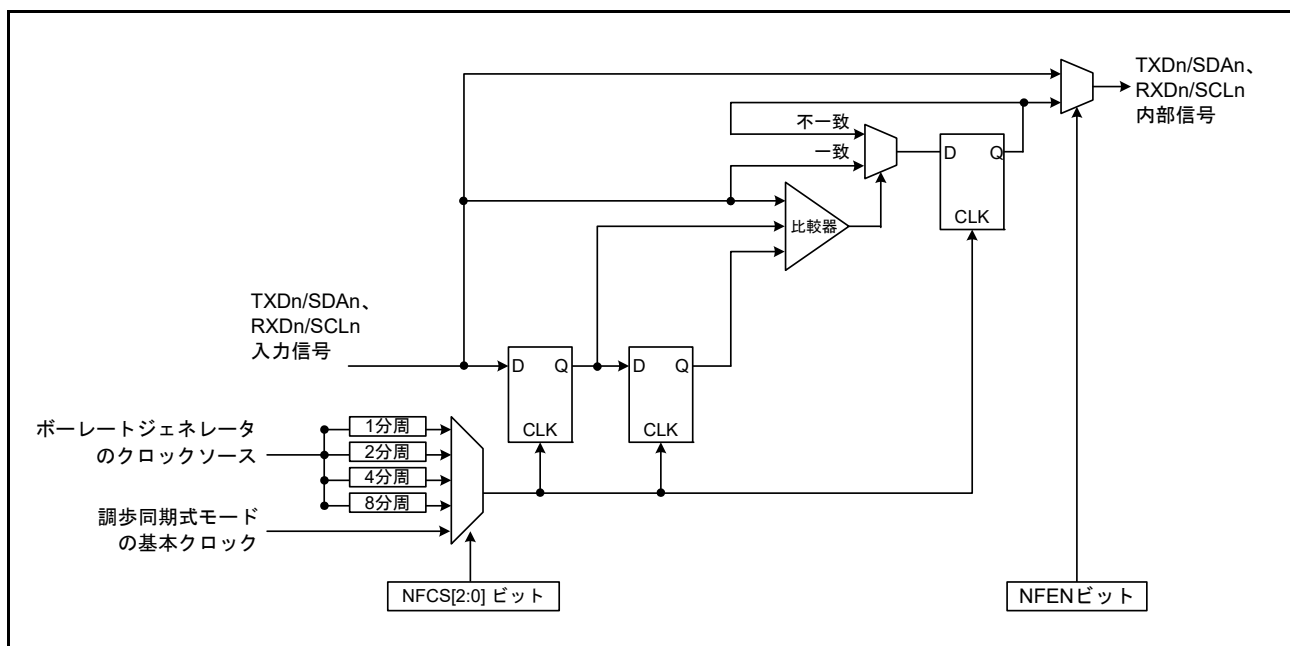 TXDn/SDAn、
RXDn/SCLn
内部信号
不一致
一致
D Q
CLK
比較器
TXDn/SDAn、
RXDn/SCLn
入力信号
D Q
CLK
D Q
CLK
ボーレートジェネレータ
のクロックソース
1分周
2分周
4分周
8分周
調歩同期式モード
の基本クロック
NFCS[2:0] ビット
NFENビット